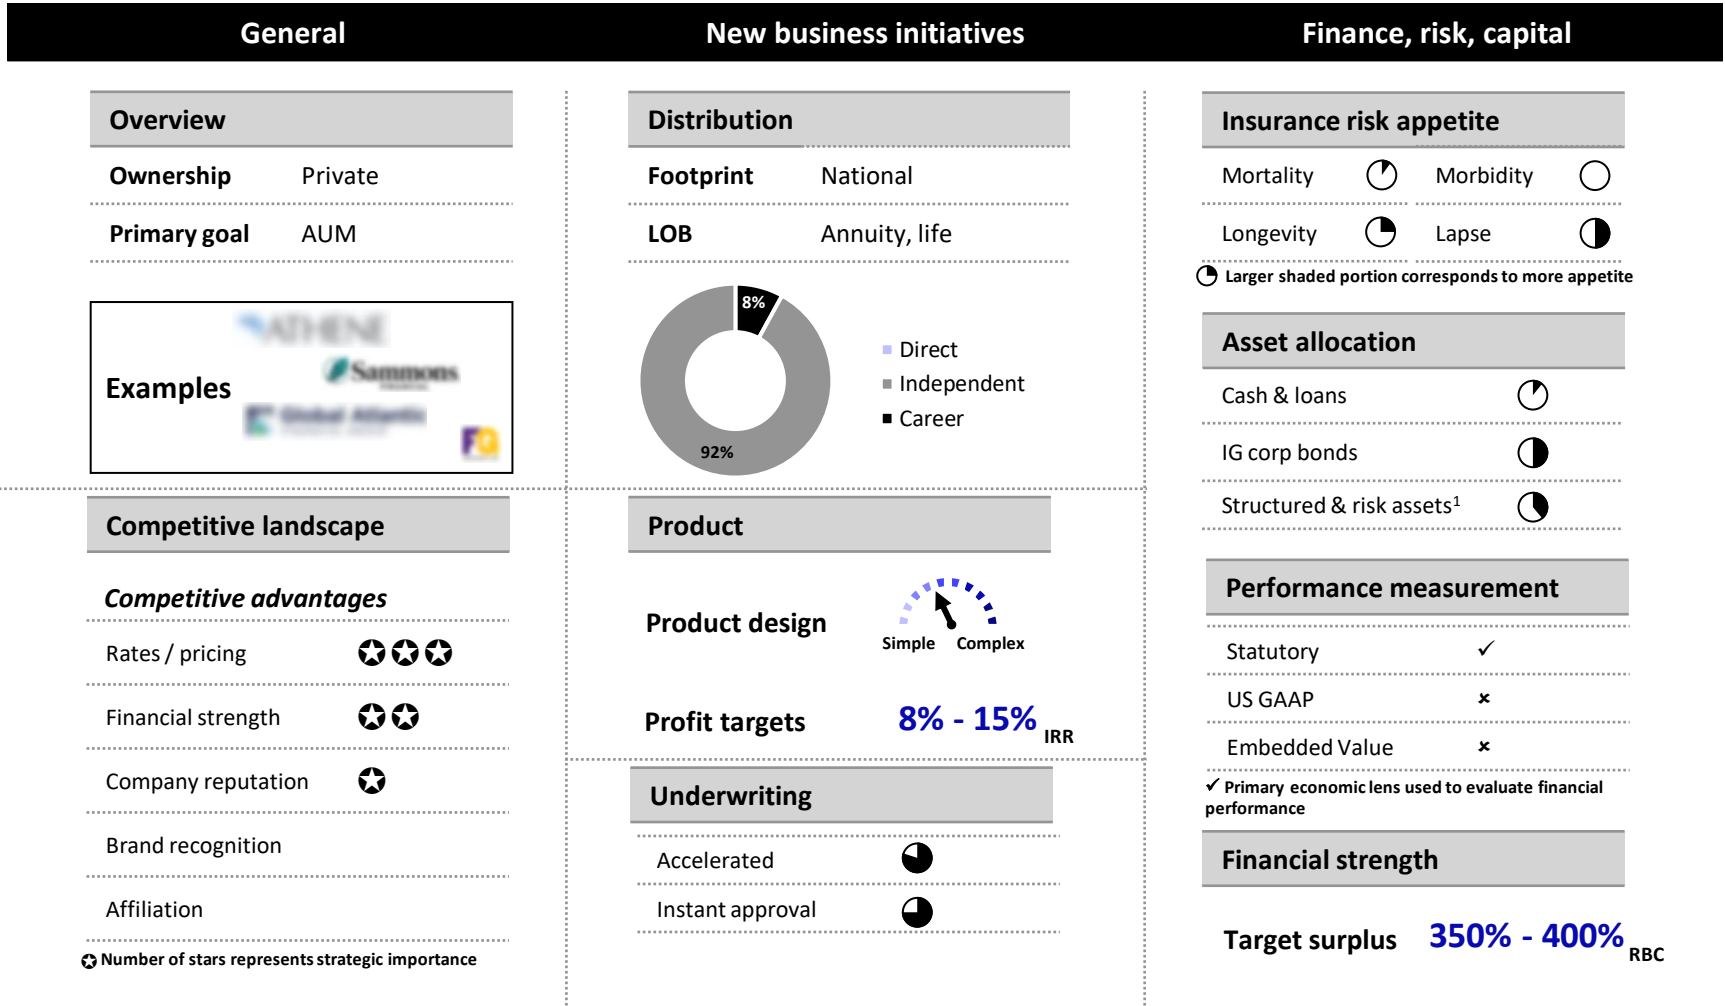 General
New business initiatives
Finance, risk, capital
Overview
Ownership Private
Primary goal AUM
Examples
ATHENE
Sammons
Global Atlantic
FG
Competitive landscape
Competitive advantages
Rates / pricing
Financial strength
Company reputation
Brand recognition
Affiliation
Number of stars represents strategic importance
Distribution
Footprint National
LOB Annuity, life
8%
92%
Direct
Independent
Career
Product
Product design
Simple Complex
Profit targets 8% - 15% IRR
Underwriting
Accelerated
Instant approval
Insurance risk appetite
Mortality Morbidity
Longevity Lapse
Larger shaded portion corresponds to more appetite
Asset allocation
Cash & loans
IG corp bonds
Structured & risk assets¹
Performance measurement
Statutory ✓
US GAAP ×
Embedded Value ×
✓ Primary economic lens used to evaluate financial
performance
Financial strength
Target surplus 350% - 400% RBC